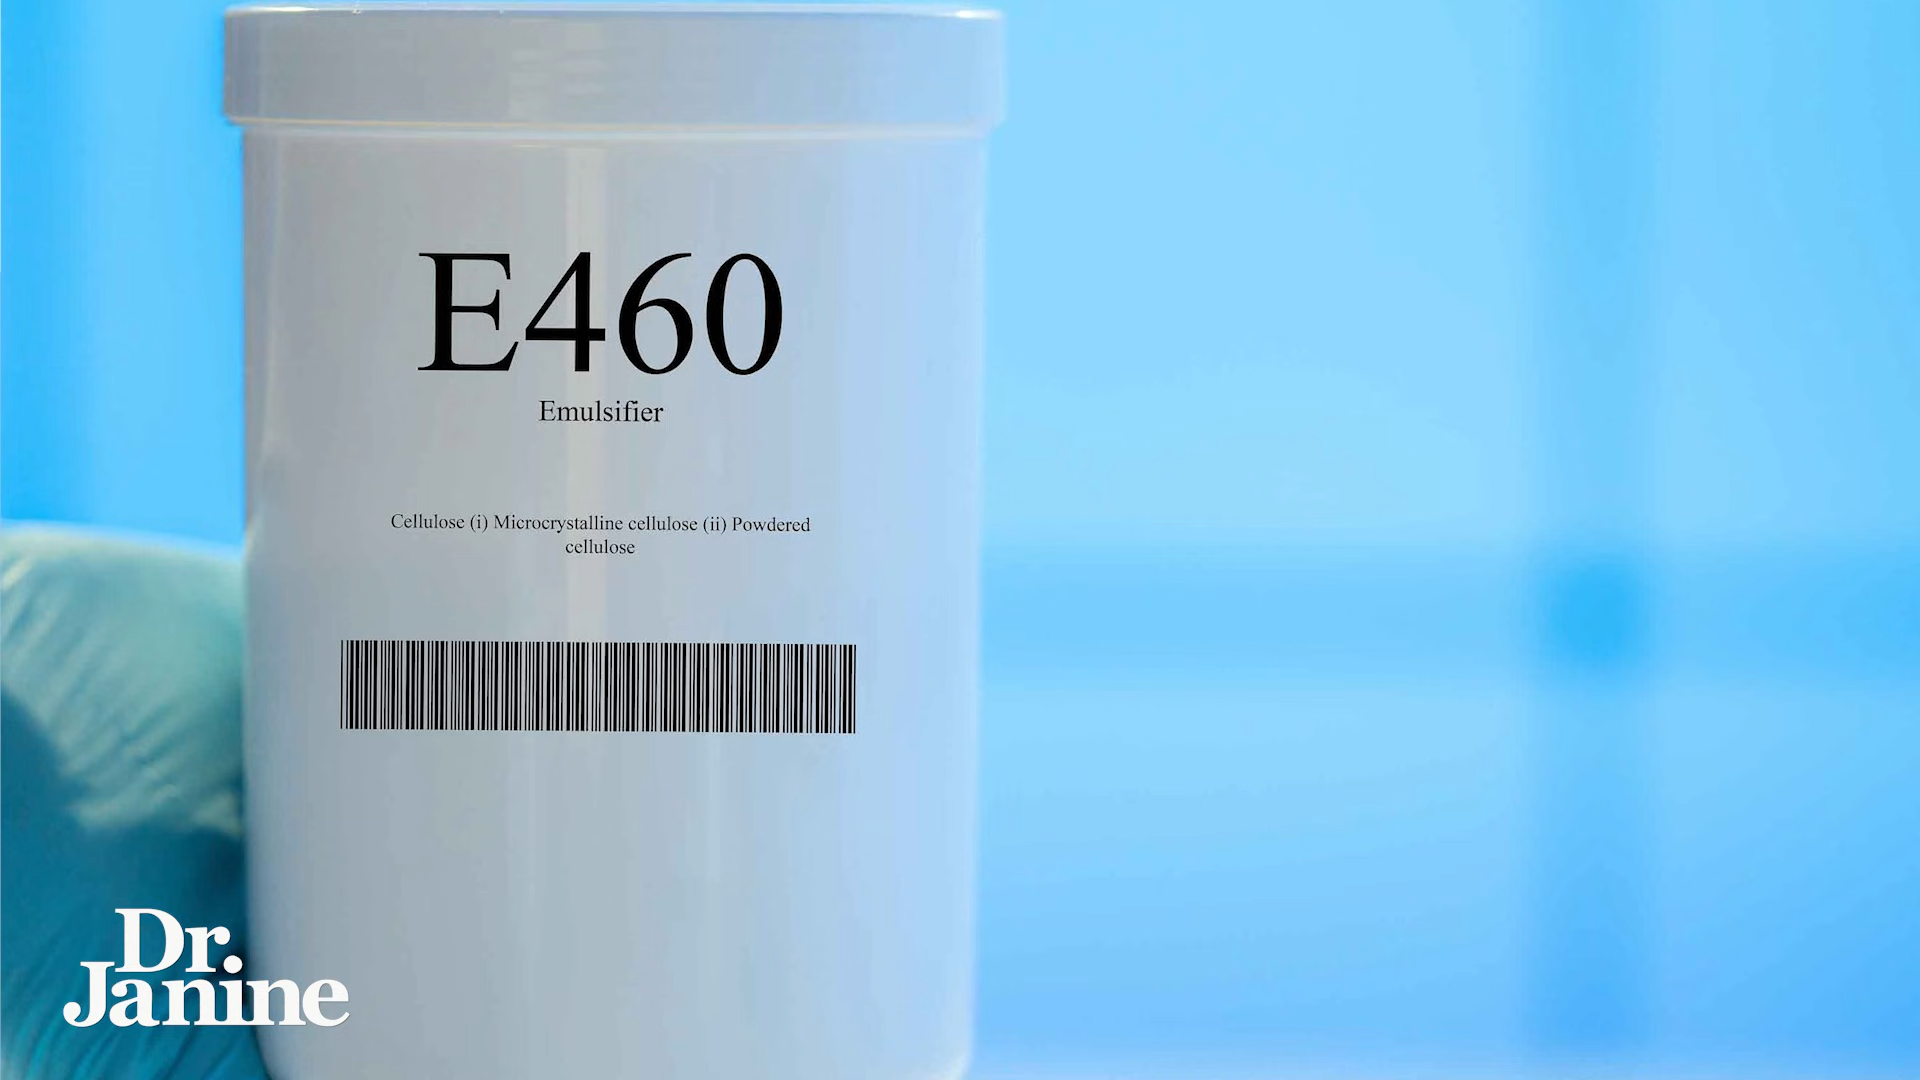 E460
Emulsifier
Cellulose (i) Microcrystalline cellulose (ii) Powdered
cellulose
Dr.
Janine